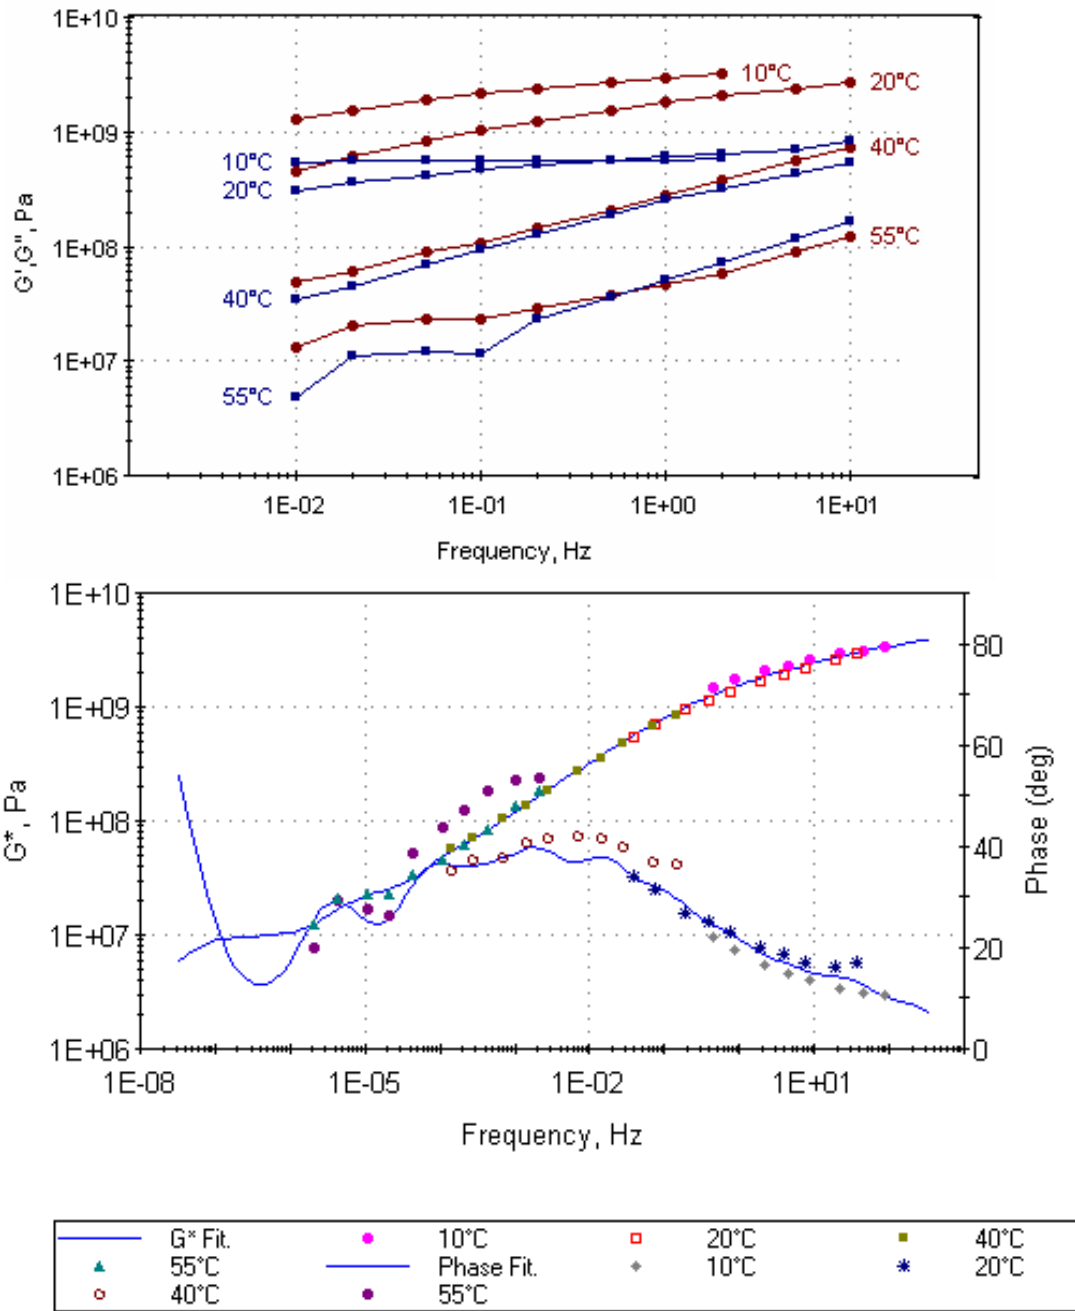 1E+10
10°C
20°C
1E+09
40°C
10°C
20°C
G',G'', Pa
1E+08
55°C
40°C
1E+07
55°C
1E+06
1E-02 1E-01 1E+00 1E+01
Frequency, Hz
1E+10
80
1E+09
60
G*, Pa
Phase (deg)
1E+08
40
1E+07
20
1E+06
0
1E-08 1E-05 1E-02 1E+01
Frequency, Hz
G* Fit. 10°C 20°C 40°C
55°C Phase Fit. 10°C 20°C
40°C 55°C